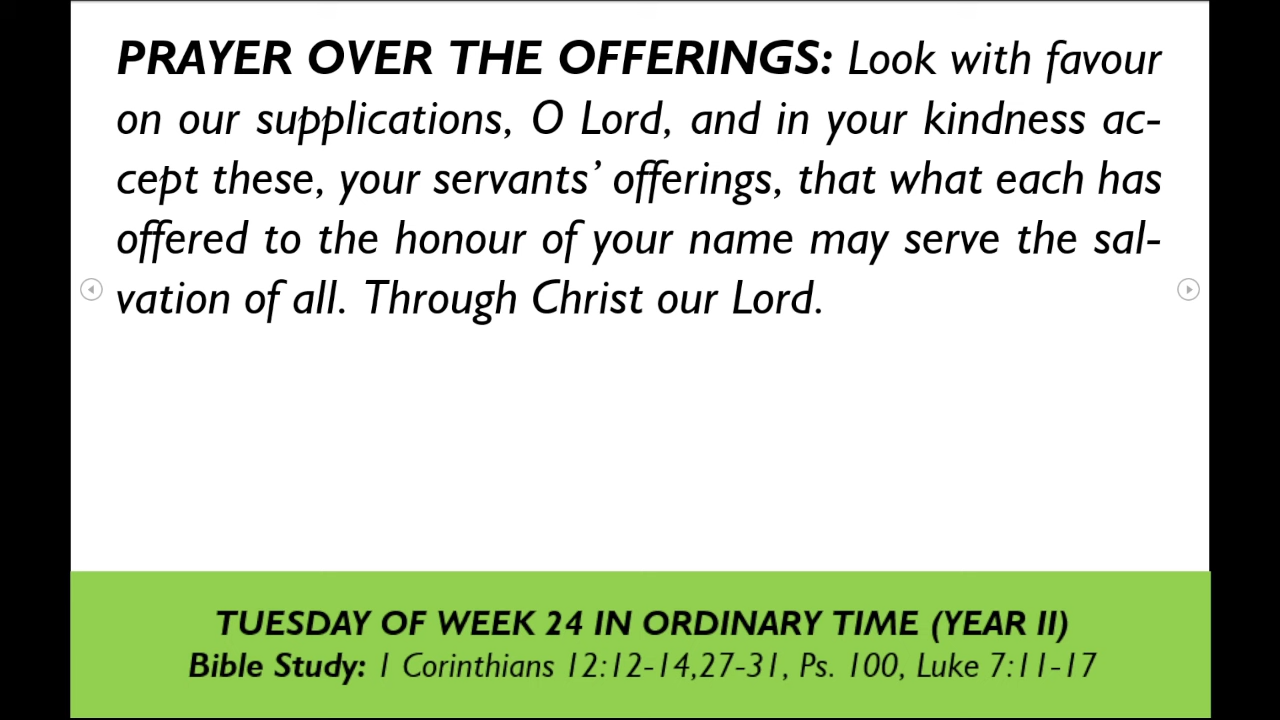 PRAYER OVER THE OFFERINGS: Look with favour
on our supplications, O Lord, and in your kindness ac-
cept these, your servants’ offerings, that what each has
offered to the honour of your name may serve the sal-
vation of all. Through Christ our Lord.
TUESDAY OF WEEK 24 IN ORDINARY TIME (YEAR II)
Bible Study: 1 Corinthians 12:12-14,27-31, Ps. 100, Luke 7:11-17